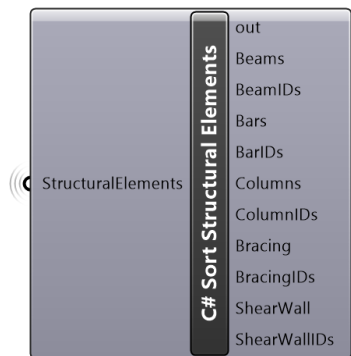 StructuralElements
C# Sort Structural Elements
out
Beams
BeamIDs
Bars
BarIDs
Columns
ColumnIDs
Bracing
BracingIDs
ShearWall
ShearWallIDs